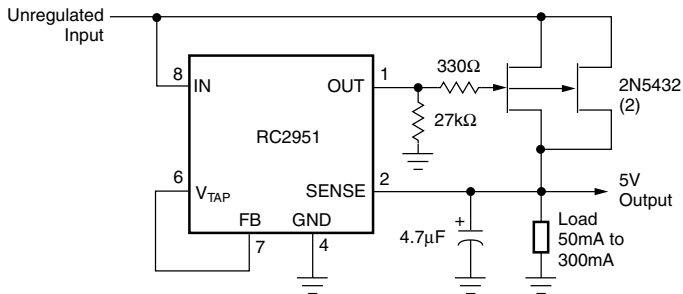 Unregulated
Input
8
IN
OUT
1
330Ω
2N5432
(2)
27kΩ
RC2951
6
V_TAP
SENSE
2
5V
Output
FB
GND
7
4
4.7µF
+
Load
50mA to
300mA